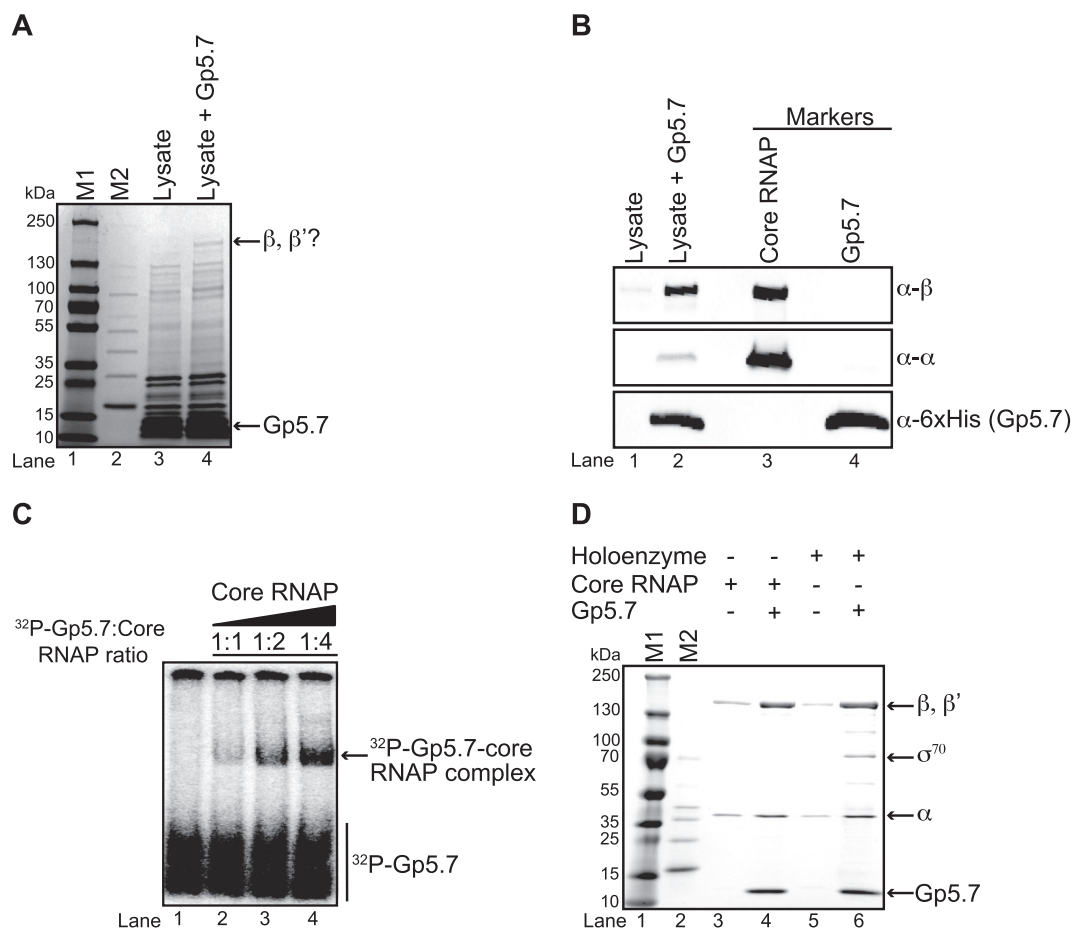 A
kDa
M1
M2
Lysate
Lysate + Gp5.7
250
130
100
70
55
35
25
15
10
β, β'?
Gp5.7
Lane 1 2 3 4
B
Markers
Lysate
Lysate + Gp5.7
Core RNAP
Gp5.7
α-β
α-α
α-6xHis (Gp5.7)
Lane 1 2 3 4
C
Core RNAP
³²P-Gp5.7:Core
RNAP ratio
1:1 1:2 1:4
³²P-Gp5.7-core
RNAP complex
³²P-Gp5.7
Lane 1 2 3 4
D
Holoenzyme - - + +
Core RNAP + + - -
Gp5.7 - + - +
kDa
M1
M2
250
130
100
70
55
35
25
15
10
β, β'
σ⁷⁰
α
Gp5.7
Lane 1 2 3 4 5 6